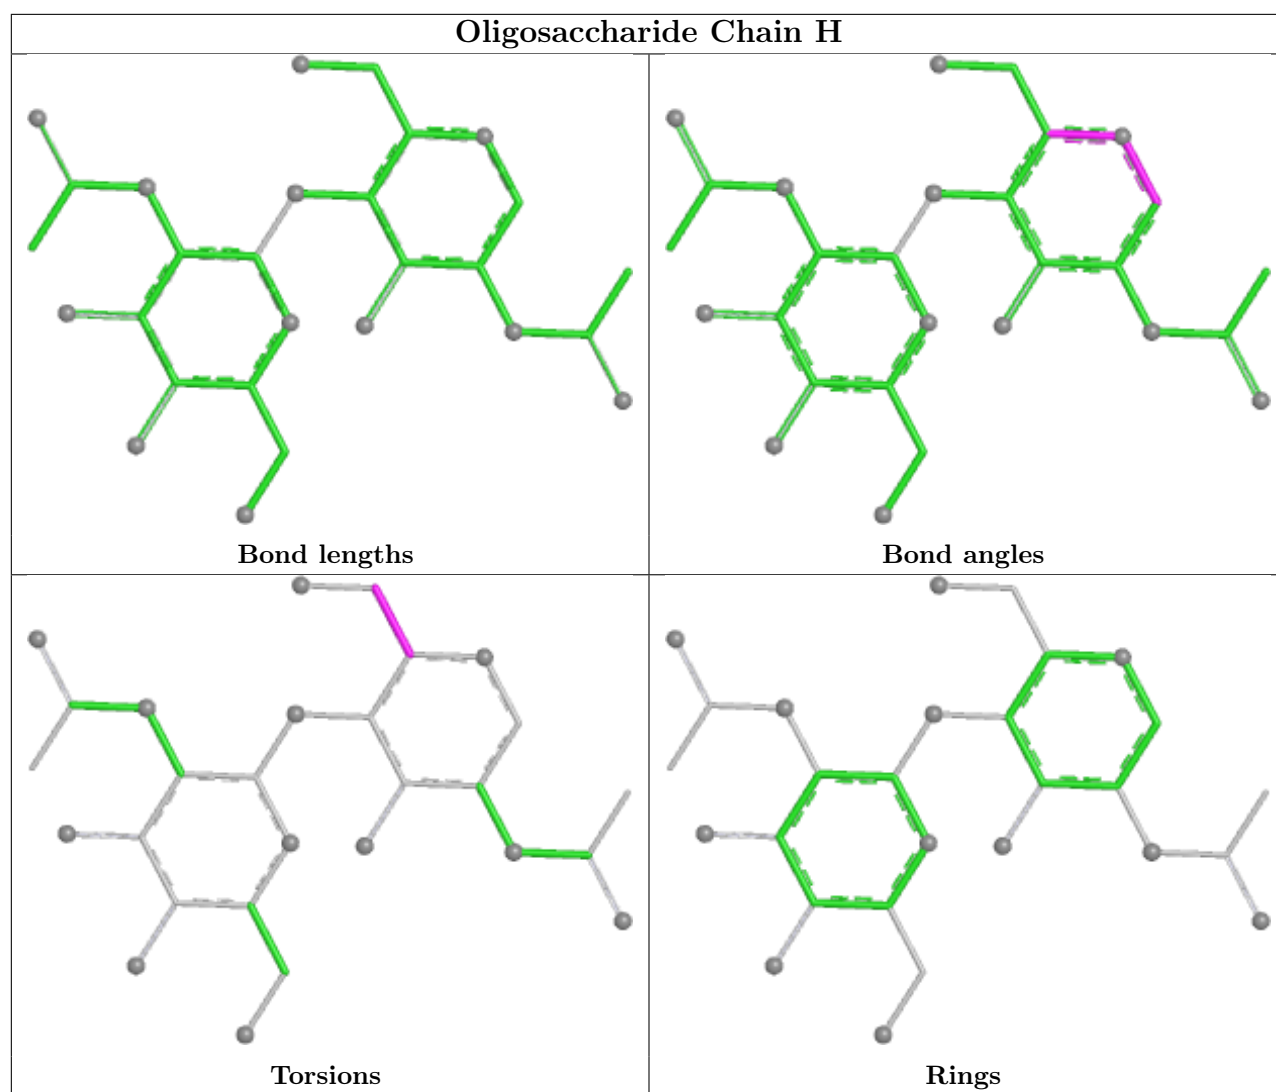 Oligosaccharide Chain H
Bond lengths
Bond angles
Torsions
Rings